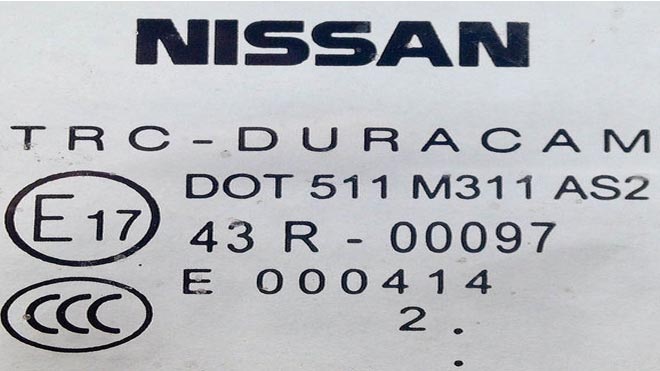 NISSAN
TRC-DURACAM
E17 DOT 511 M311 AS2
43 R - 00097
E 000414
CCC 2 .
.